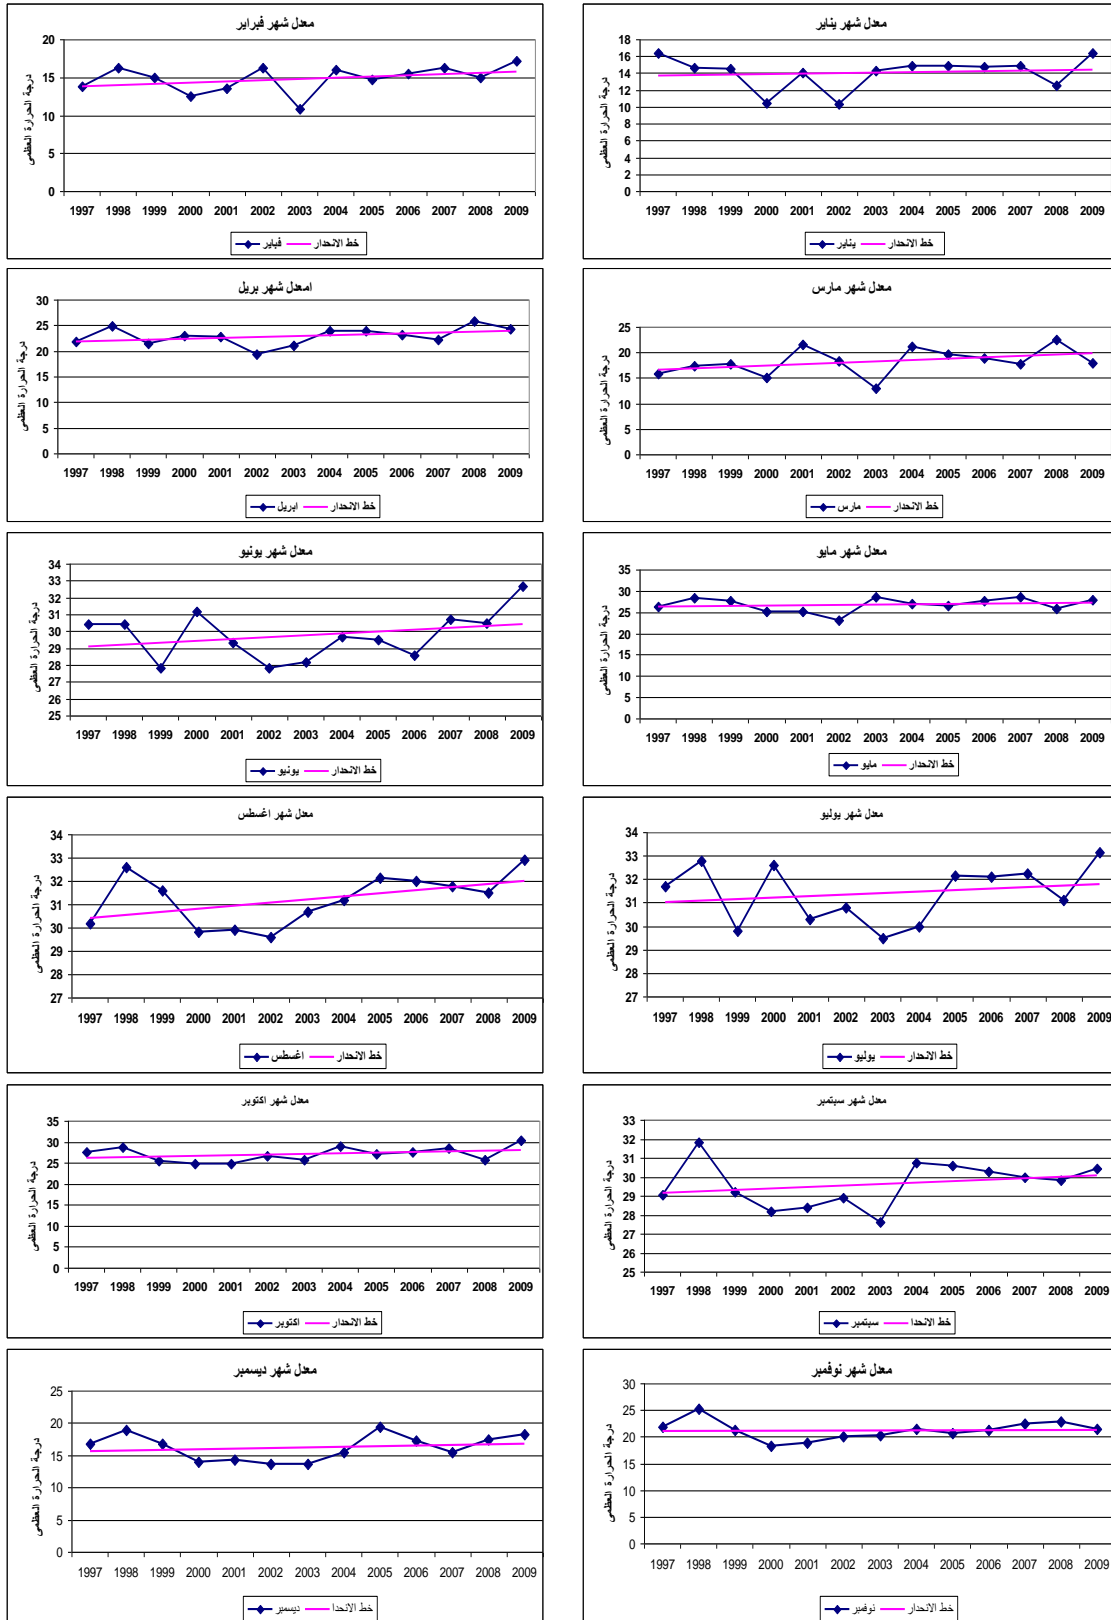 معدل شهر يناير
درجة الحرارة العظمى
18
16
14
12
10
8
6
4
2
0
1997 1998 1999 2000 2001 2002 2003 2004 2005 2006 2007 2008 2009
يناير خط الانحدار
معدل شهر فبراير
درجة الحرارة العظمى
20
15
10
5
0
1997 1998 1999 2000 2001 2002 2003 2004 2005 2006 2007 2008 2009
فباير خط الانحدار
معدل شهر مارس
درجة الحرارة العظمى
25
20
15
10
5
0
1997 1998 1999 2000 2001 2002 2003 2004 2005 2006 2007 2008 2009
مارس خط الانحدار
امعدل شهر بريل
درجة الحرارة العظمى
30
25
20
15
10
5
0
1997 1998 1999 2000 2001 2002 2003 2004 2005 2006 2007 2008 2009
ابريل خط الانحدار
معدل شهر مايو
درجة الحرارة العظمى
35
30
25
20
15
10
5
0
1997 1998 1999 2000 2001 2002 2003 2004 2005 2006 2007 2008 2009
مايو خط الانحدار
معدل شهر يونيو
درجة الحرارة العظمى
34
33
32
31
30
29
28
27
26
25
1997 1998 1999 2000 2001 2002 2003 2004 2005 2006 2007 2008 2009
يونيو خط الانحدار
معدل شهر يوليو
درجة الحرارة العظمى
34
33
32
31
30
29
28
27
1997 1998 1999 2000 2001 2002 2003 2004 2005 2006 2007 2008 2009
يوليو خط الانحدار
معدل شهر اغسطس
درجة الحرارة العظمى
34
33
32
31
30
29
28
27
1997 1998 1999 2000 2001 2002 2003 2004 2005 2006 2007 2008 2009
اغسطس خط الانحدار
معدل شهر سبتمبر
درجة الحرارة العظمى
33
32
31
30
29
28
27
26
25
1997 1998 1999 2000 2001 2002 2003 2004 2005 2006 2007 2008 2009
سبتمبر خط الانحدا
معدل شهر اكتوبر
درجة الحرارة العظمى
35
30
25
20
15
10
5
0
1997 1998 1999 2000 2001 2002 2003 2004 2005 2006 2007 2008 2009
اكتوبر خط الانحدار
معدل شهر نوفمبر
درجة الحرارة العظمى
30
25
20
15
10
5
0
1997 1998 1999 2000 2001 2002 2003 2004 2005 2006 2007 2008 2009
نوفمبر خط الانحدار
معدل شهر ديسمبر
درجة الحرارة العظمى
25
20
15
10
5
0
1997 1998 1999 2000 2001 2002 2003 2004 2005 2006 2007 2008 2009
ديسمبر خط الانحدا